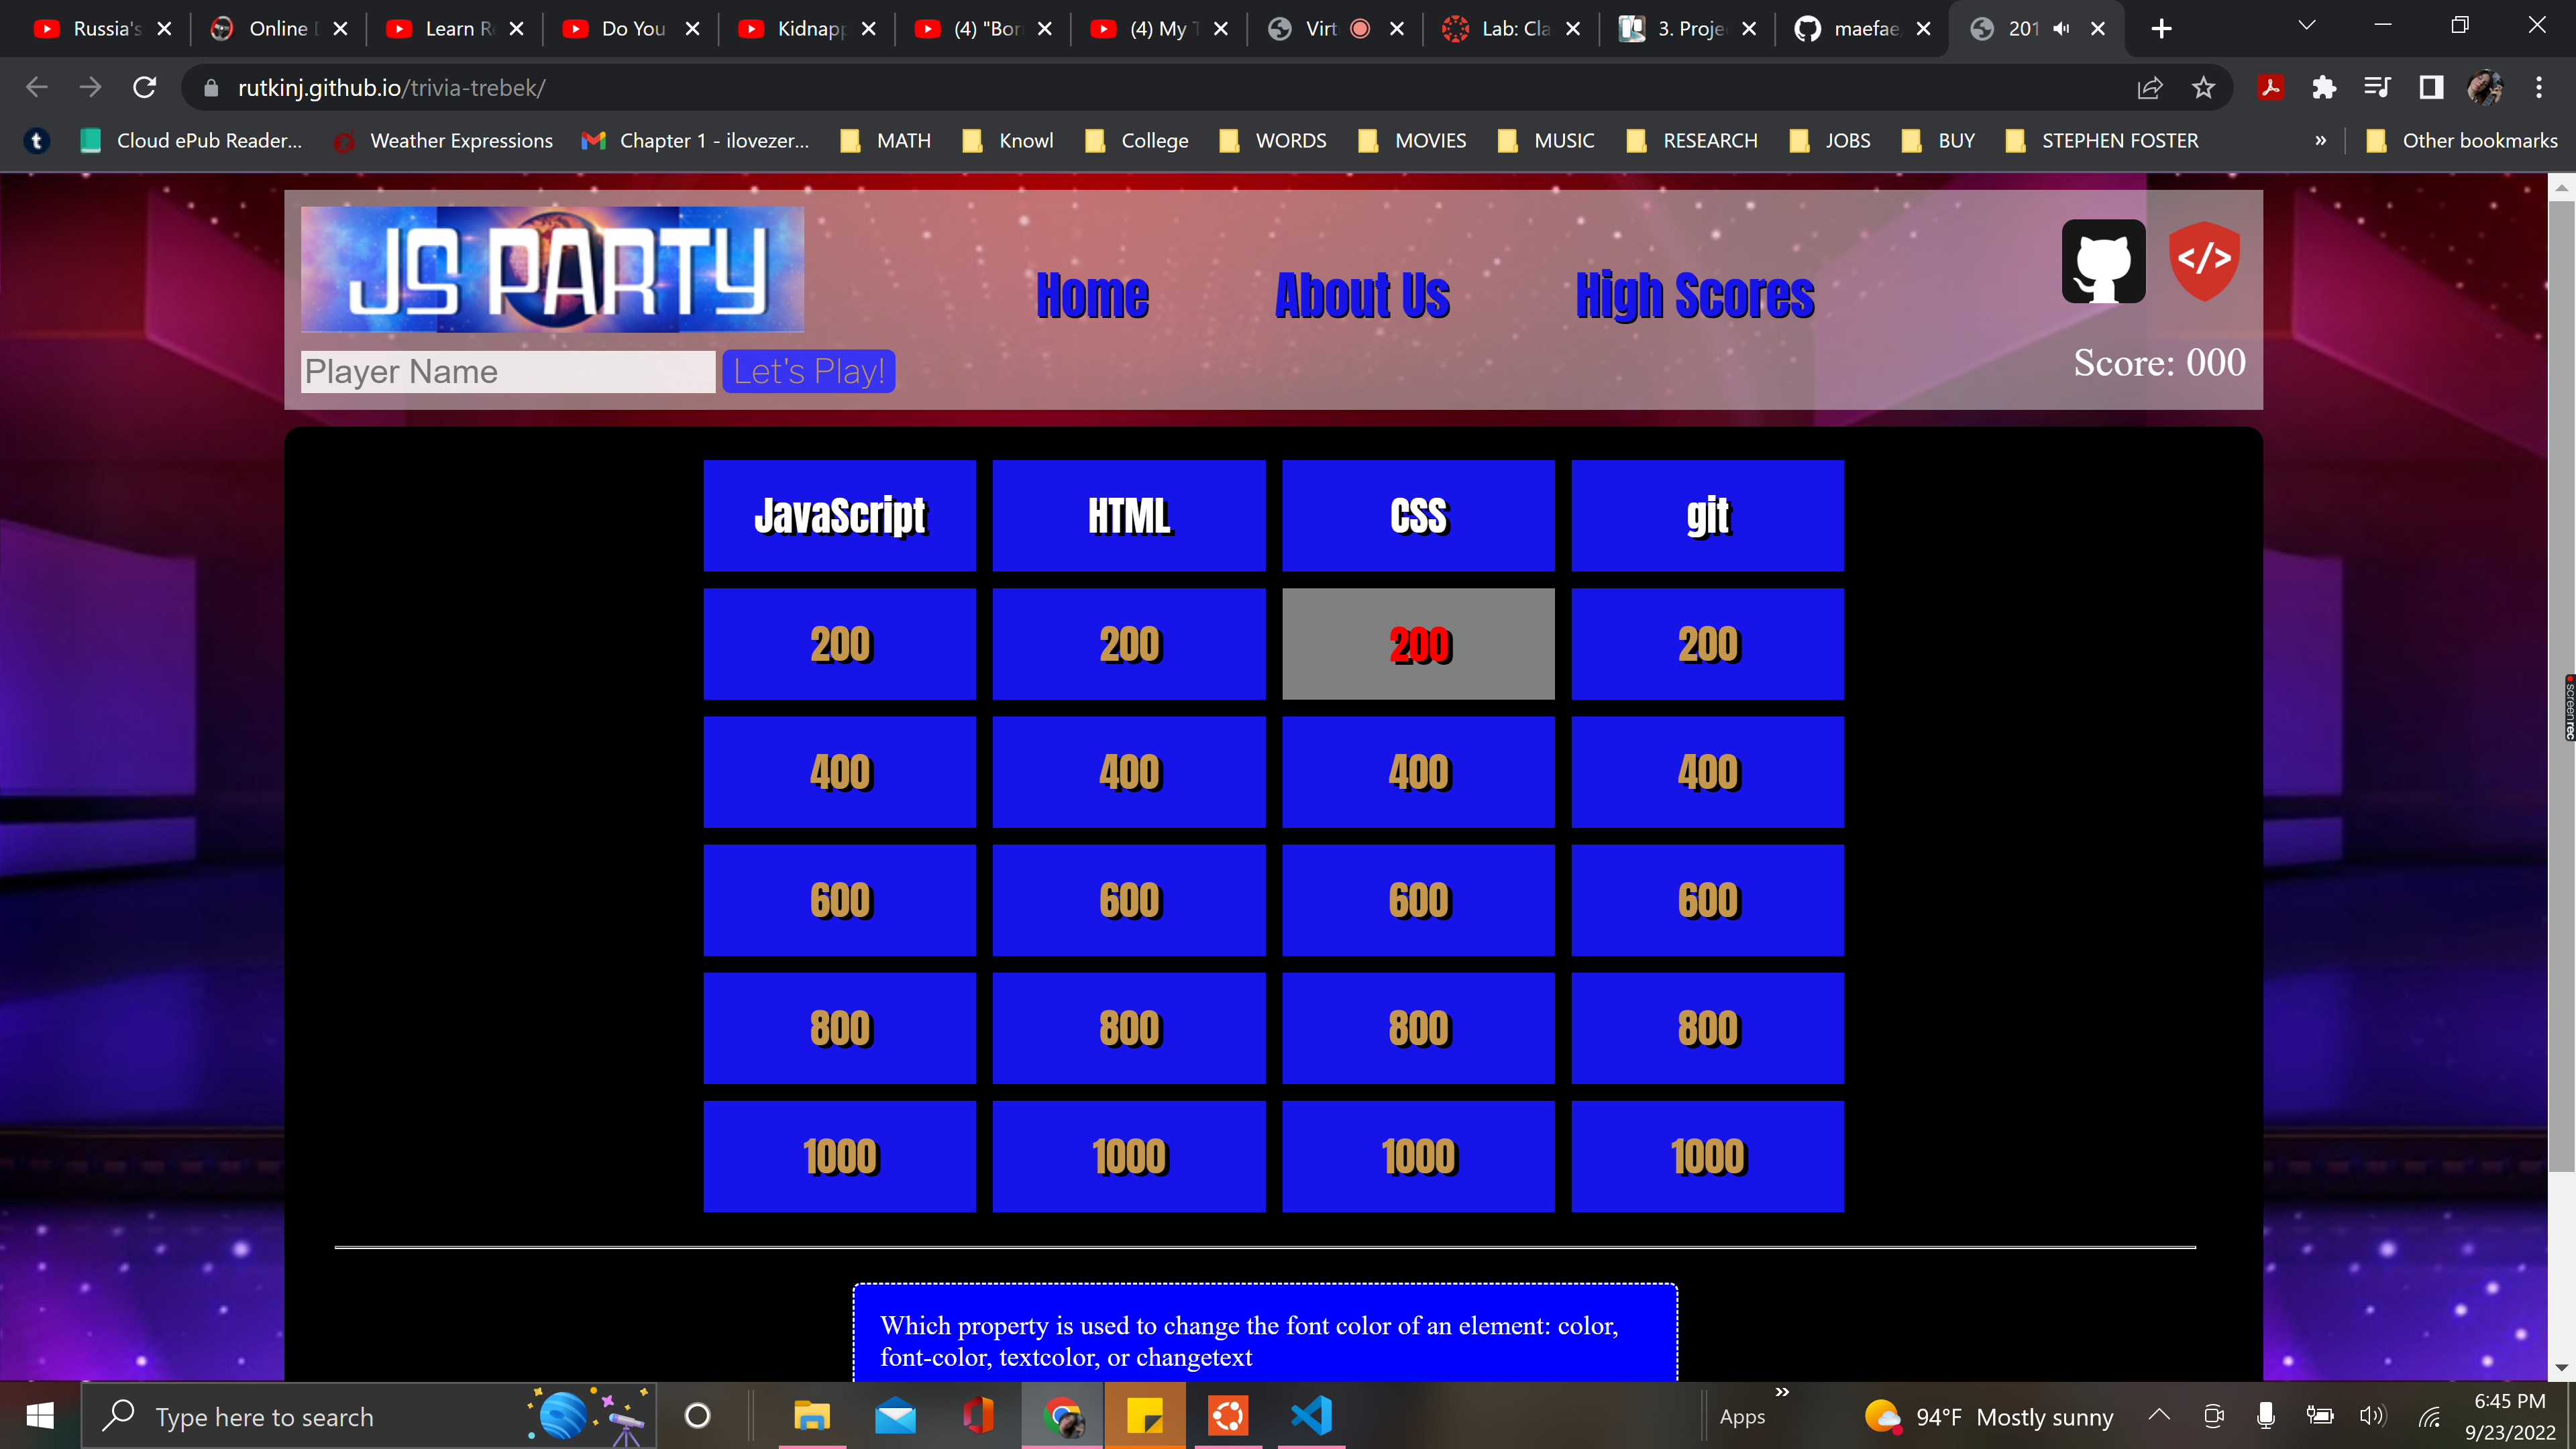 Russia's
Online
Learn R
Do You
Kidnapp
(4) "Bor
(4) My T
Virt
Lab: Cla
3. Proje
maefae,
201
rutkinj.github.io/trivia-trebek/
Cloud ePub Reader...
Weather Expressions
Chapter 1 - ilovezer...
MATH
Knowl
College
WORDS
MOVIES
MUSIC
RESEARCH
JOBS
BUY
STEPHEN FOSTER
»
Other bookmarks
JS PARTY
Home
About Us
High Scores
</>
Player Name
Let's Play!
Score: 000
JavaScript
HTML
CSS
git
200
200
200
200
400
400
400
400
600
600
600
600
800
800
800
800
1000
1000
1000
1000
Which property is used to change the font color of an element: color,
font-color, textcolor, or changetext
screenrec
Type here to search
Apps
»
94°F Mostly sunny
6:45 PM
9/23/2022